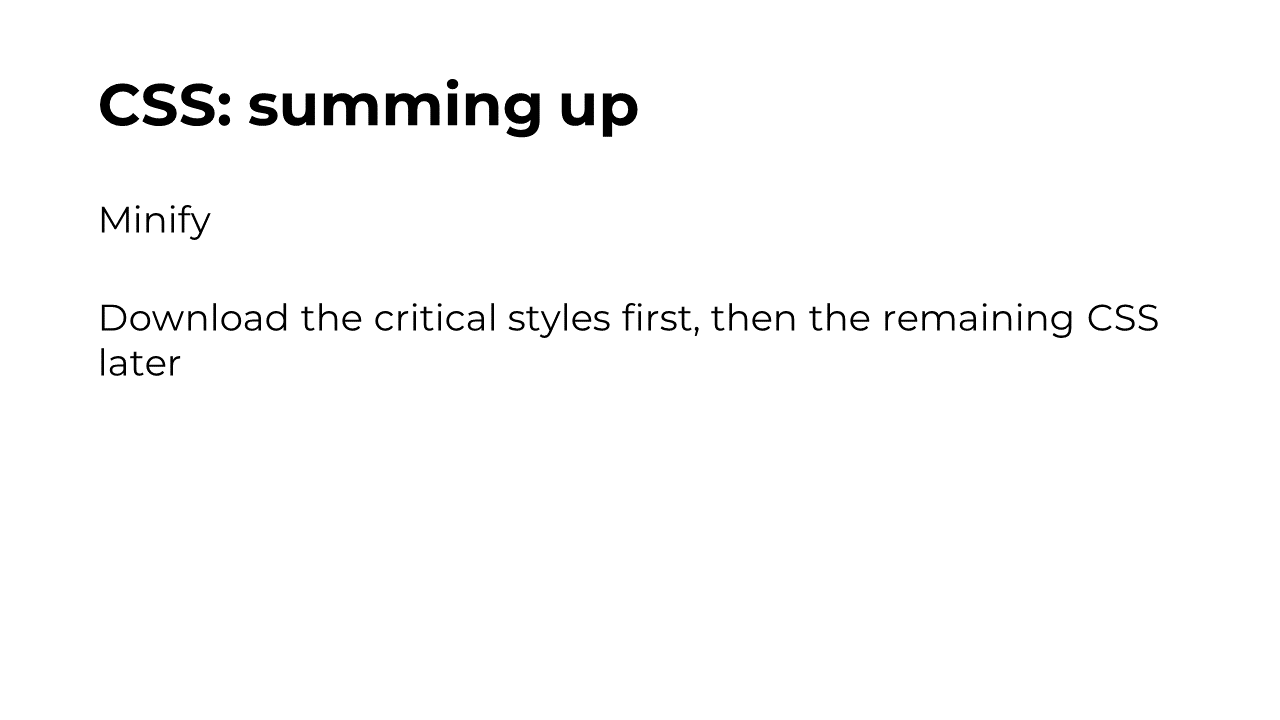 CSS: summing up
Minify
Download the critical styles first, then the remaining CSS
later